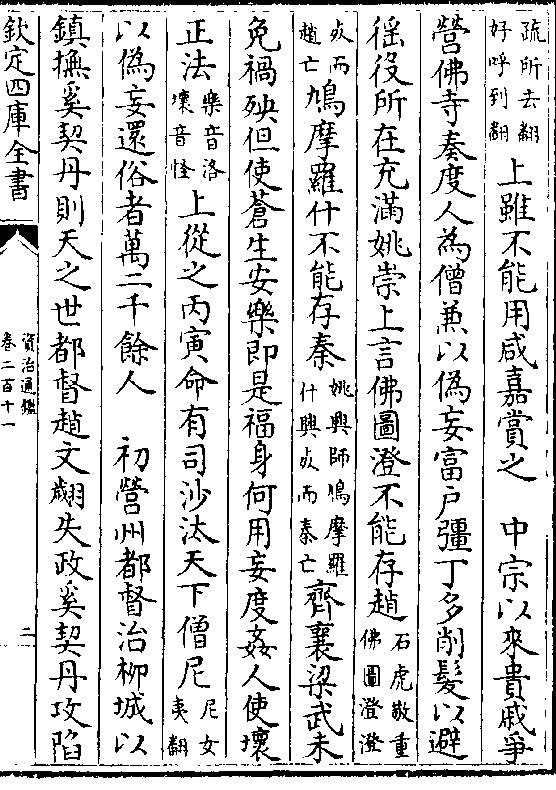 疏所去翻
好呼到翻
上雖不能用咸嘉賞之　中宗以來貴戚爭
營佛寺奏度人為僧兼以偽妄富户彊丁多削髮以避
徭役所在充滿姚崇上言佛圖澄不能存趙
石虎敬重佛圖澄澄
死而趙亡
鳩摩羅什不能存秦
姚興師鳩摩羅
什興死而秦亡
齊襄梁武未
免禍殃但使蒼生安樂即是福身何用妄度姦人使壞
正法
樂音洛
壞音怪
上從之丙寅命有司沙汰天下僧尼
尼女
夷翻
以偽妄還俗者萬二千餘人　初營州都督治柳城以
鎮撫奚契丹則天之世都督趙文翽失政奚契丹攻陷
欽定四庫全書
資治通鑑
卷二百十一
二